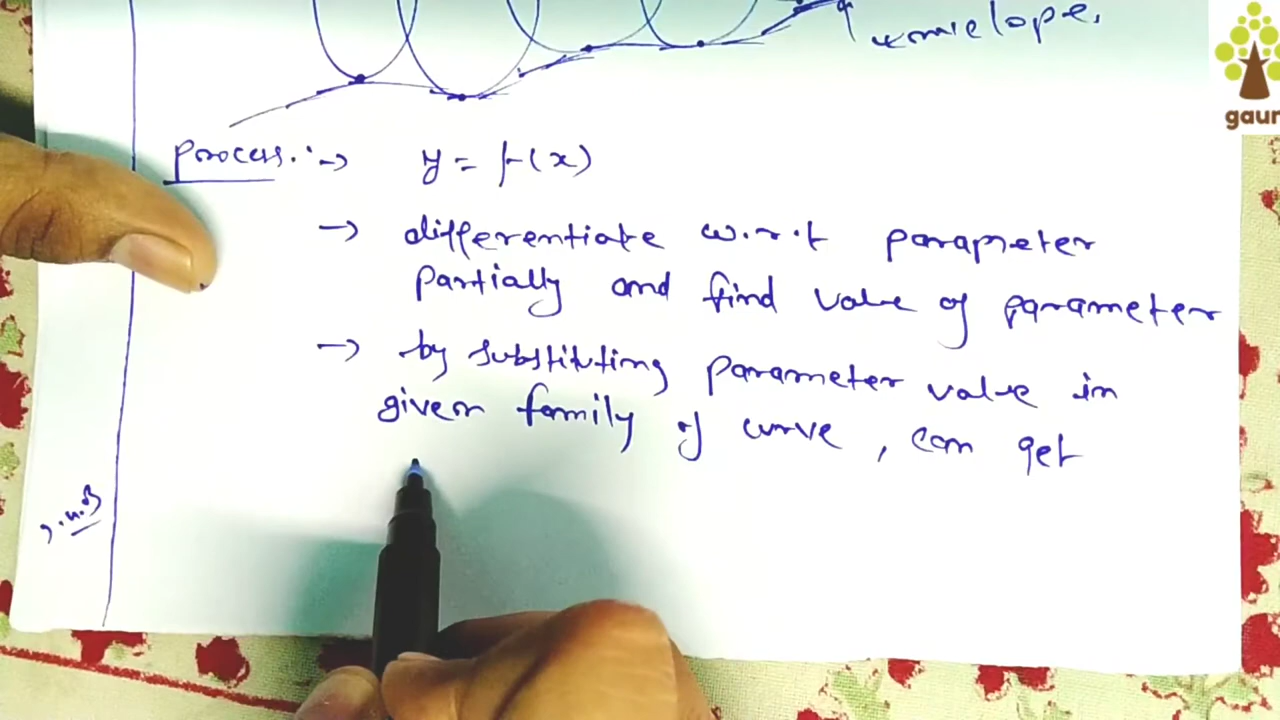 envelope.
process. :→ y = f(x)
→ differentiate w.r.t parameter
partially and find value of parameter
→ by substituting parameter value in
given family of curve, can get
gaur